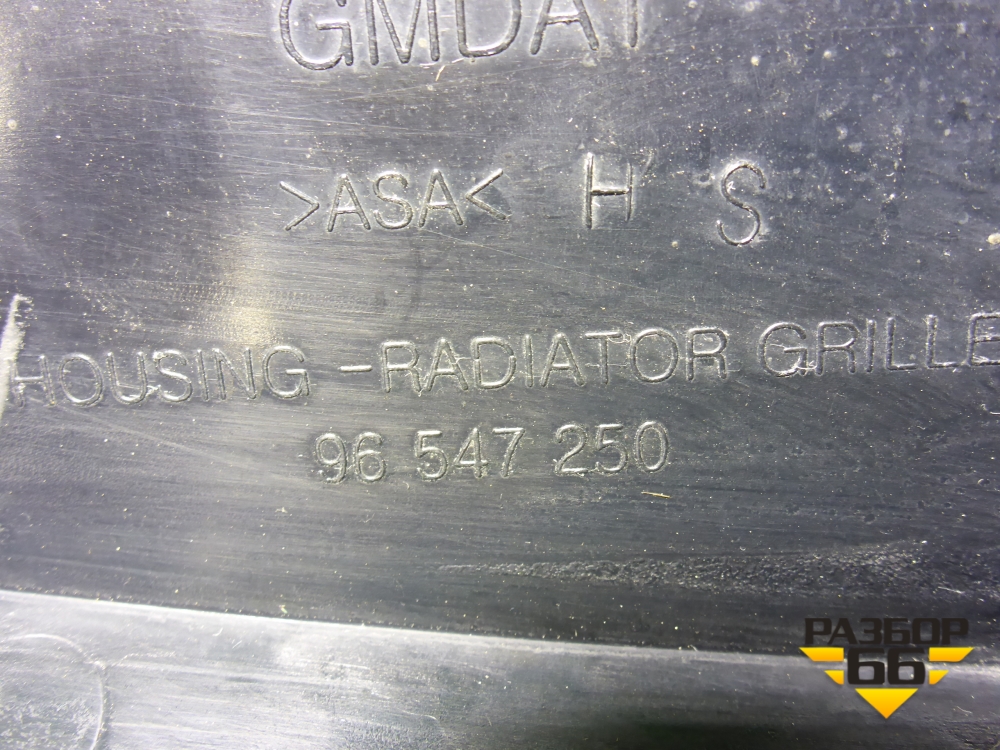 GMDAT
>ASA< H S
HOUSING -RADIATOR GRILLE
96 547 250
РАЗБОР
66